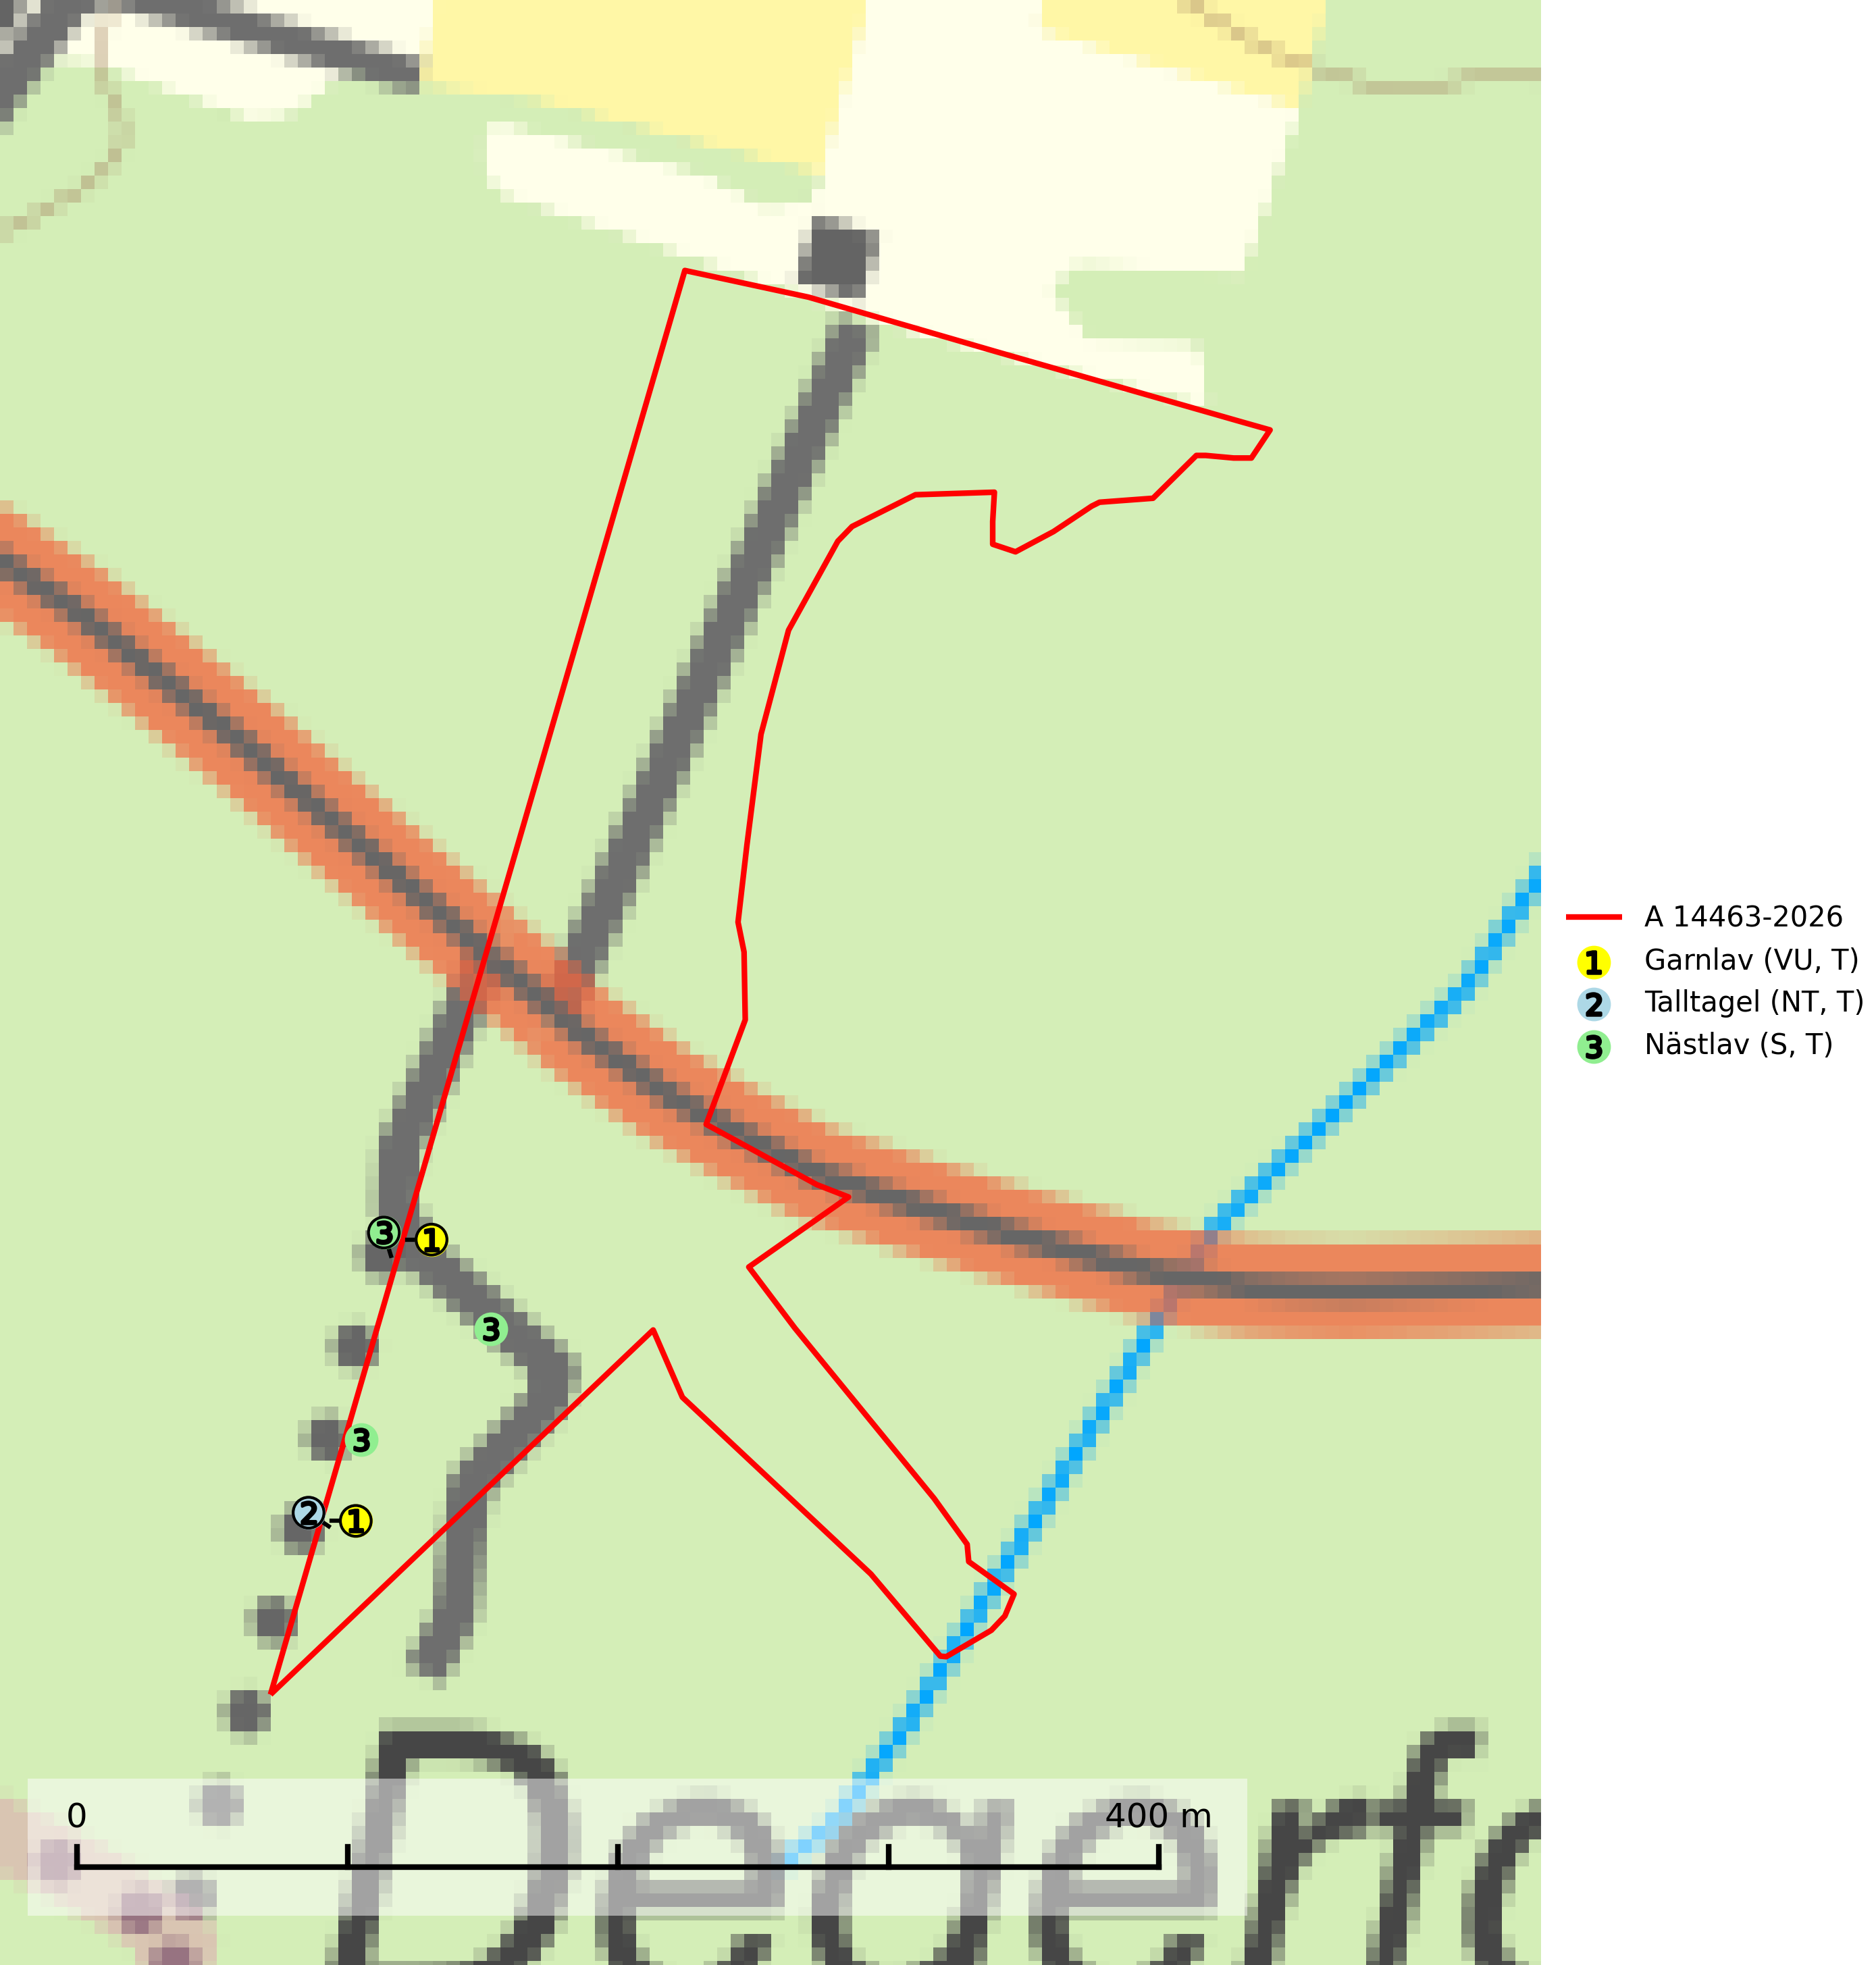 A 14463-2026
1 Garnlav (VU, T)
2 Talltagel (NT, T)
3 Nästlav (S, T)
3 1
3
3
2 1
0 400 m